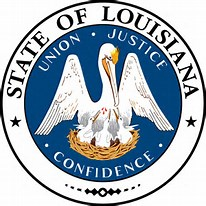 STATE OF LOUISIANA
UNION · JUSTICE
· CONFIDENCE ·